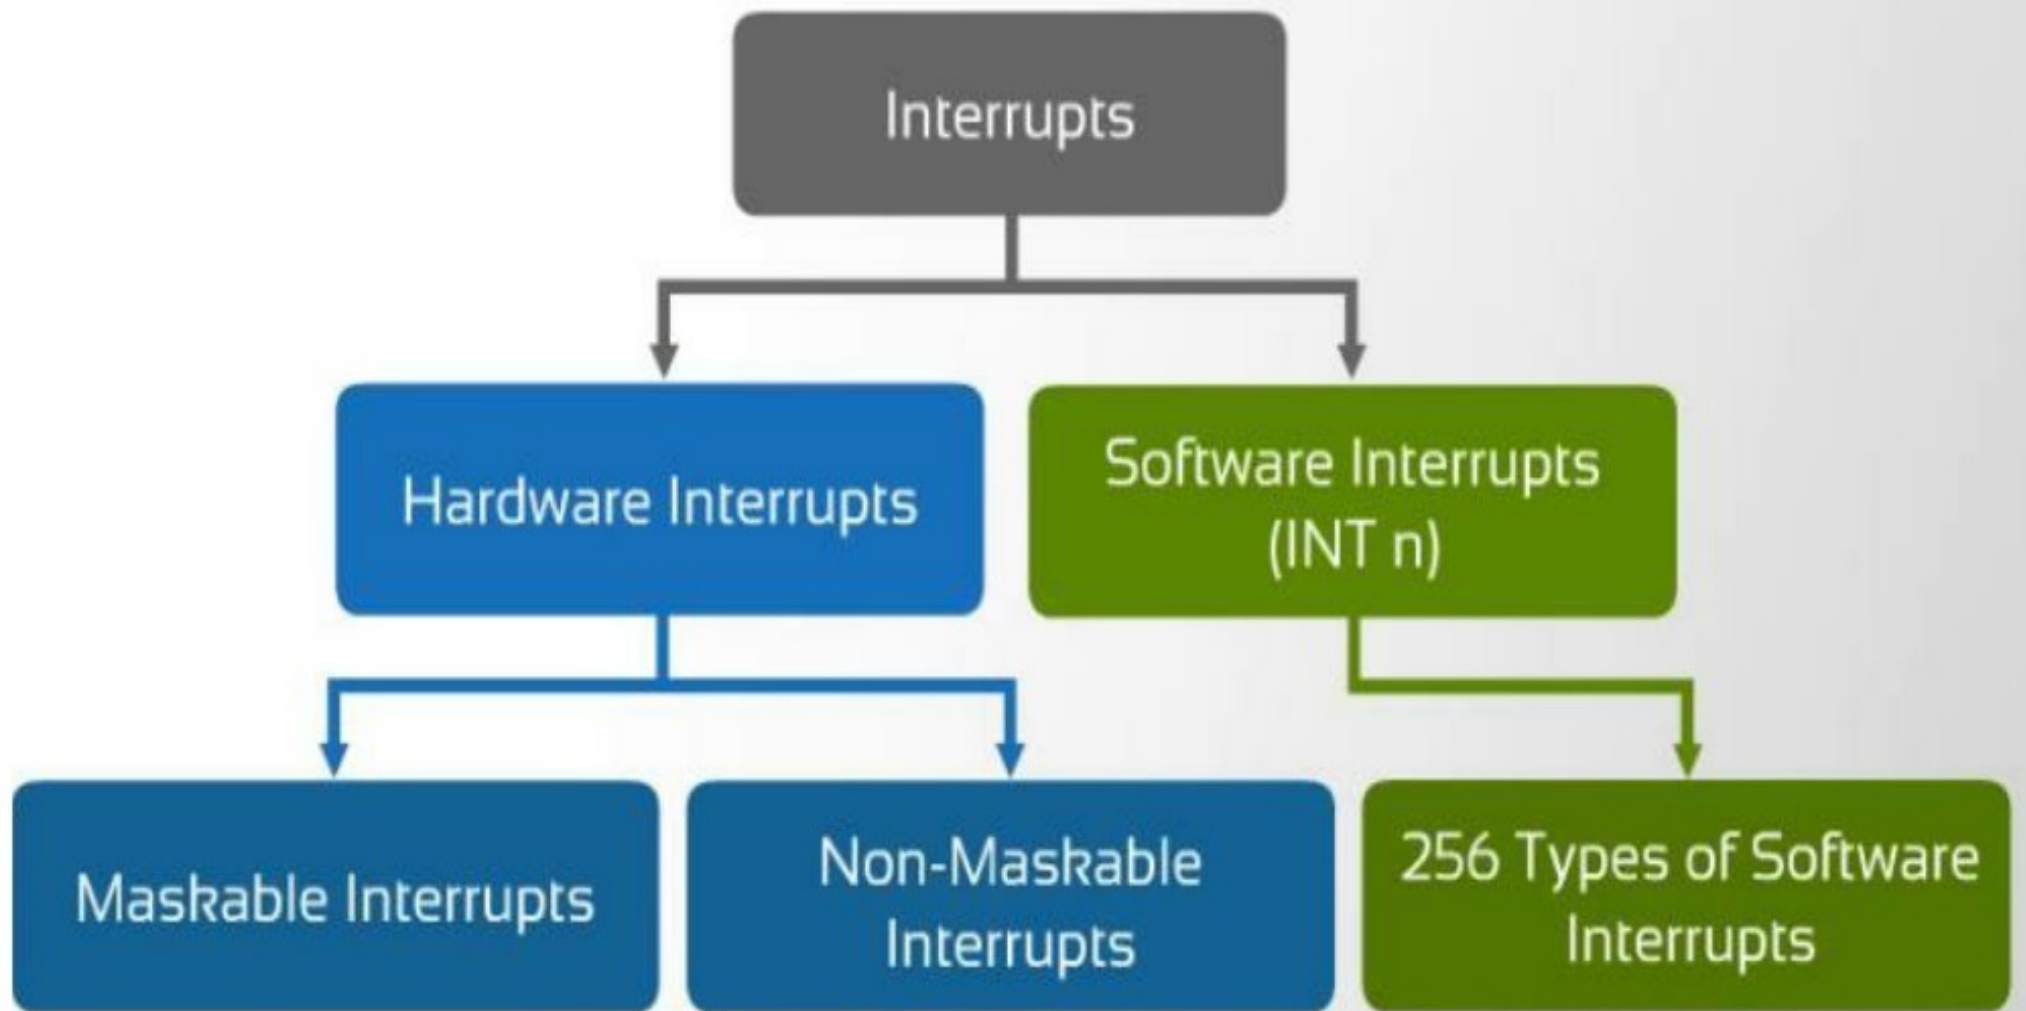 Interrupts
Hardware Interrupts
Software Interrupts
(INT n)
Maskable Interrupts
Non-Maskable
Interrupts
256 Types of Software
Interrupts